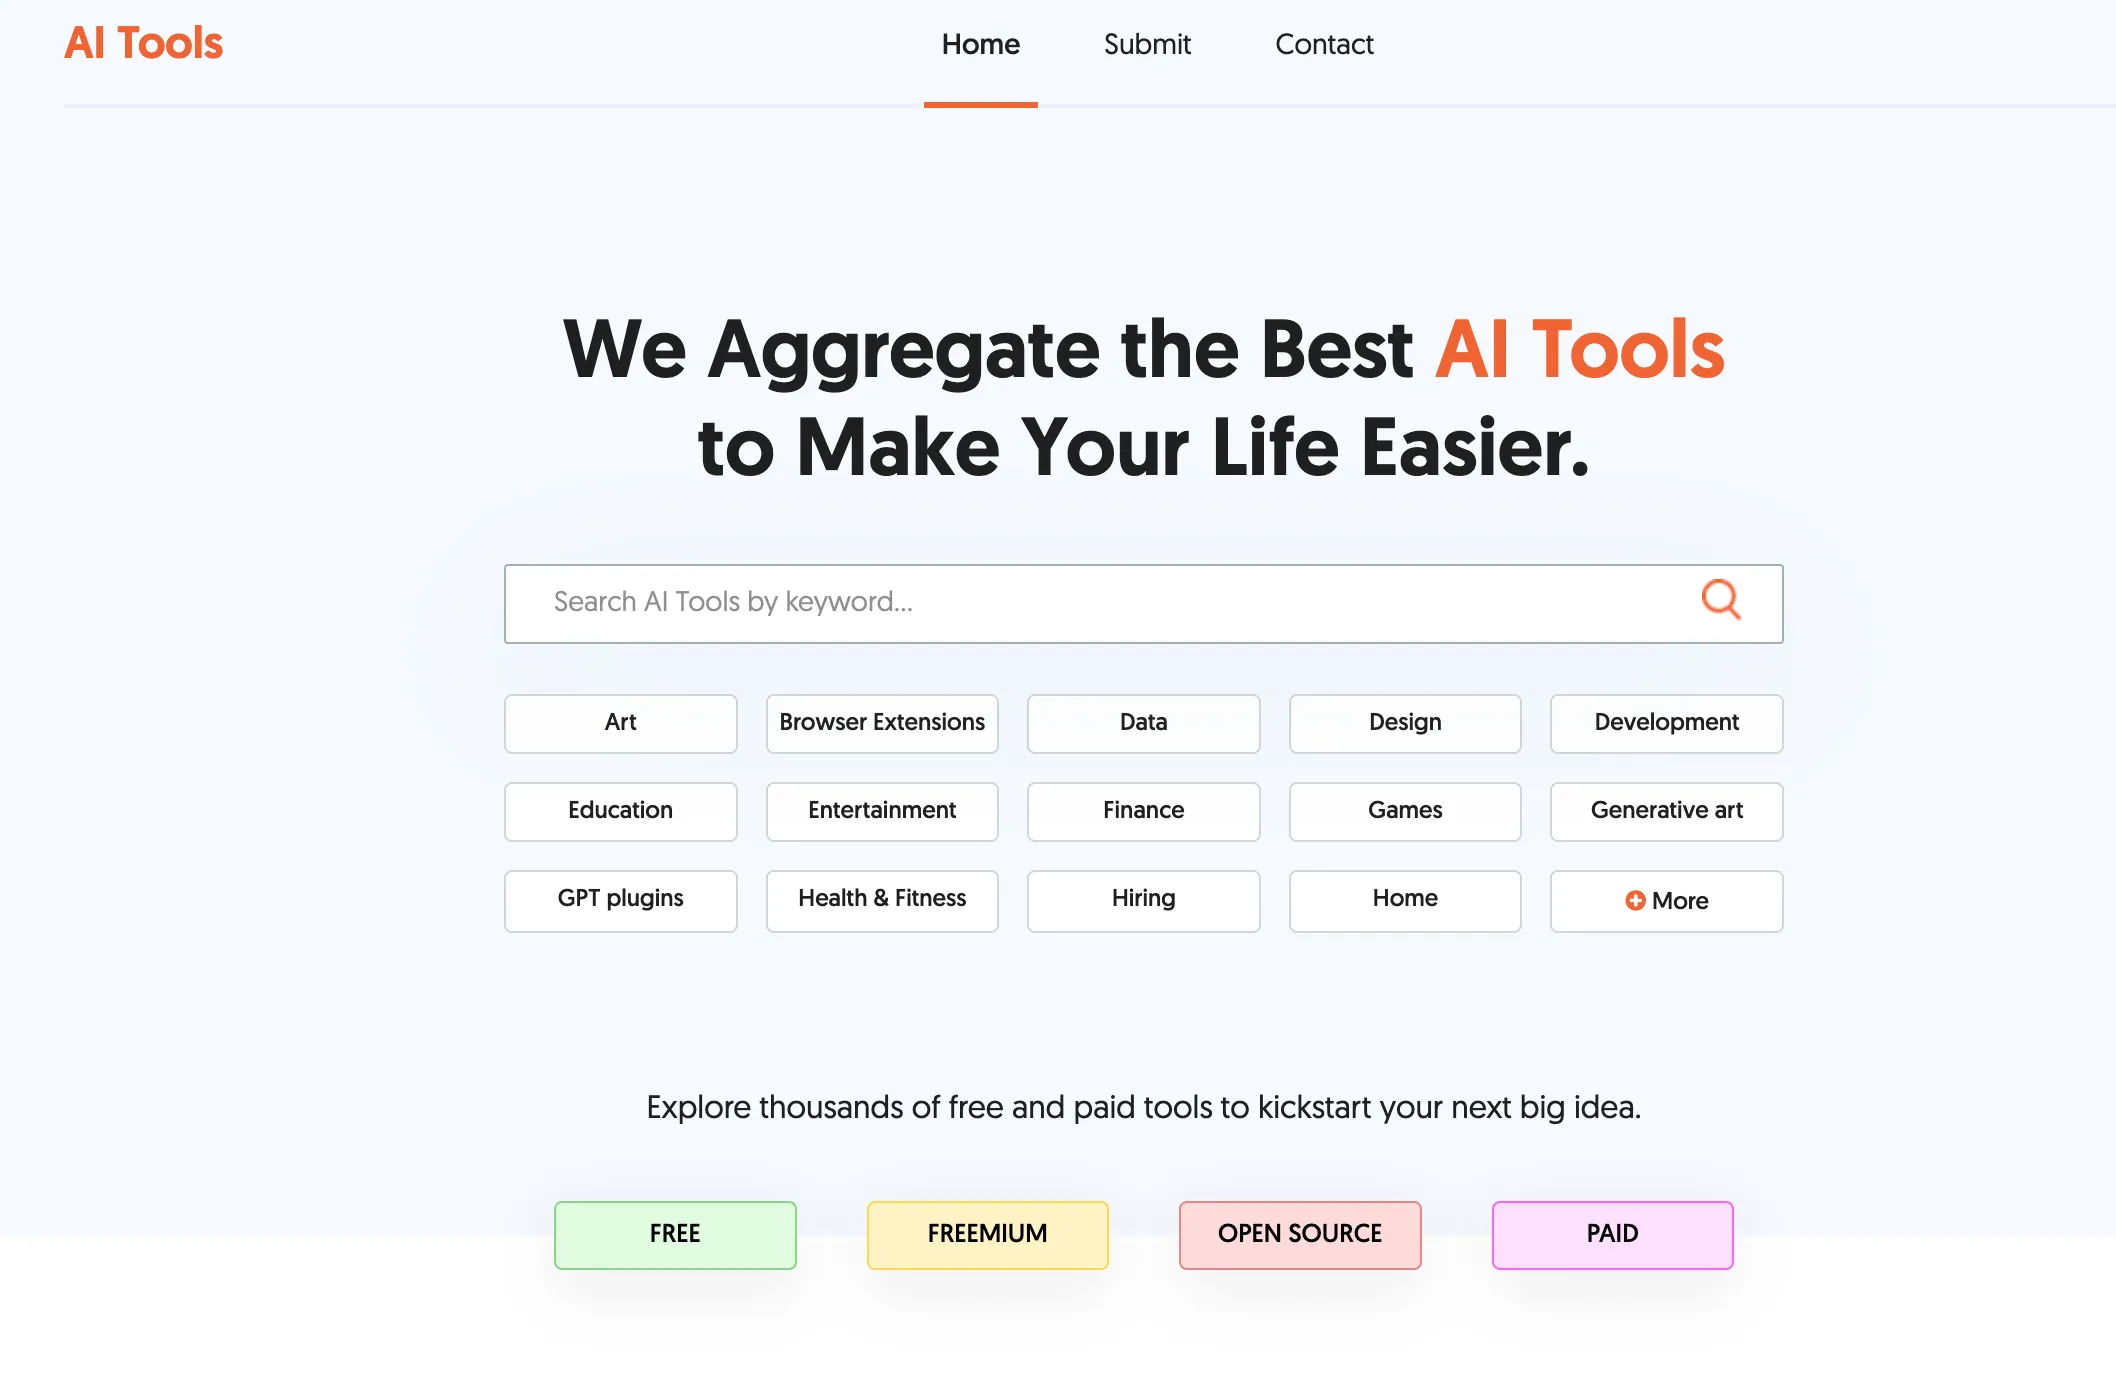 AI Tools
Home
Submit
Contact
We Aggregate the Best AI Tools
to Make Your Life Easier.
Search AI Tools by keyword...
Art
Browser Extensions
Data
Design
Development
Education
Entertainment
Finance
Games
Generative art
GPT plugins
Health & Fitness
Hiring
Home
More
Explore thousands of free and paid tools to kickstart your next big idea.
FREE
FREEMIUM
OPEN SOURCE
PAID